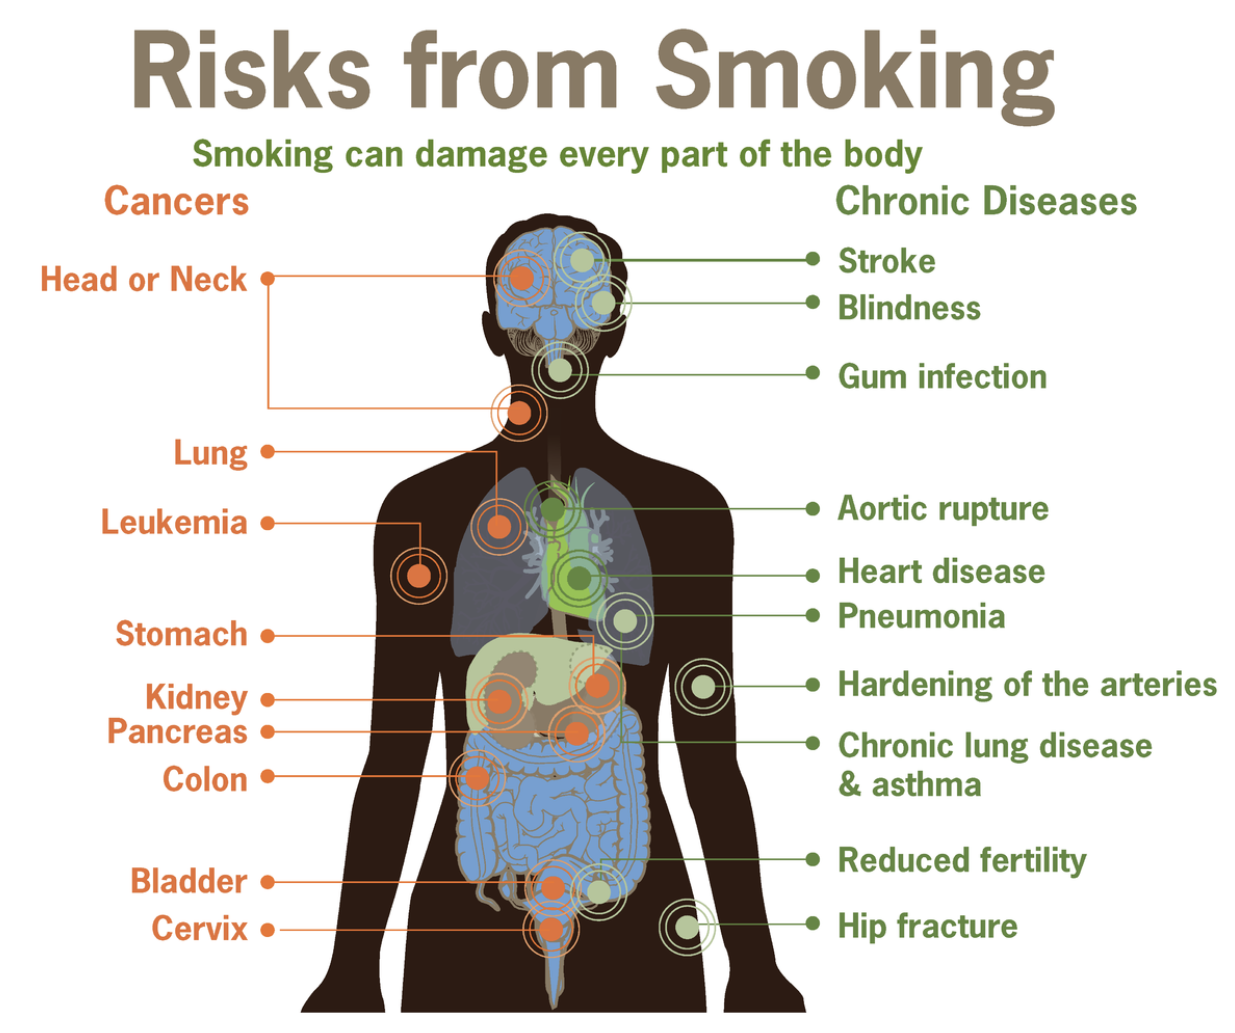 Risks from Smoking
Smoking can damage every part of the body
Cancers
Head or Neck
Lung
Leukemia
Stomach
Kidney
Pancreas
Colon
Bladder
Cervix
Chronic Diseases
Stroke
Blindness
Gum infection
Aortic rupture
Heart disease
Pneumonia
Hardening of the arteries
Chronic lung disease
& asthma
Reduced fertility
Hip fracture